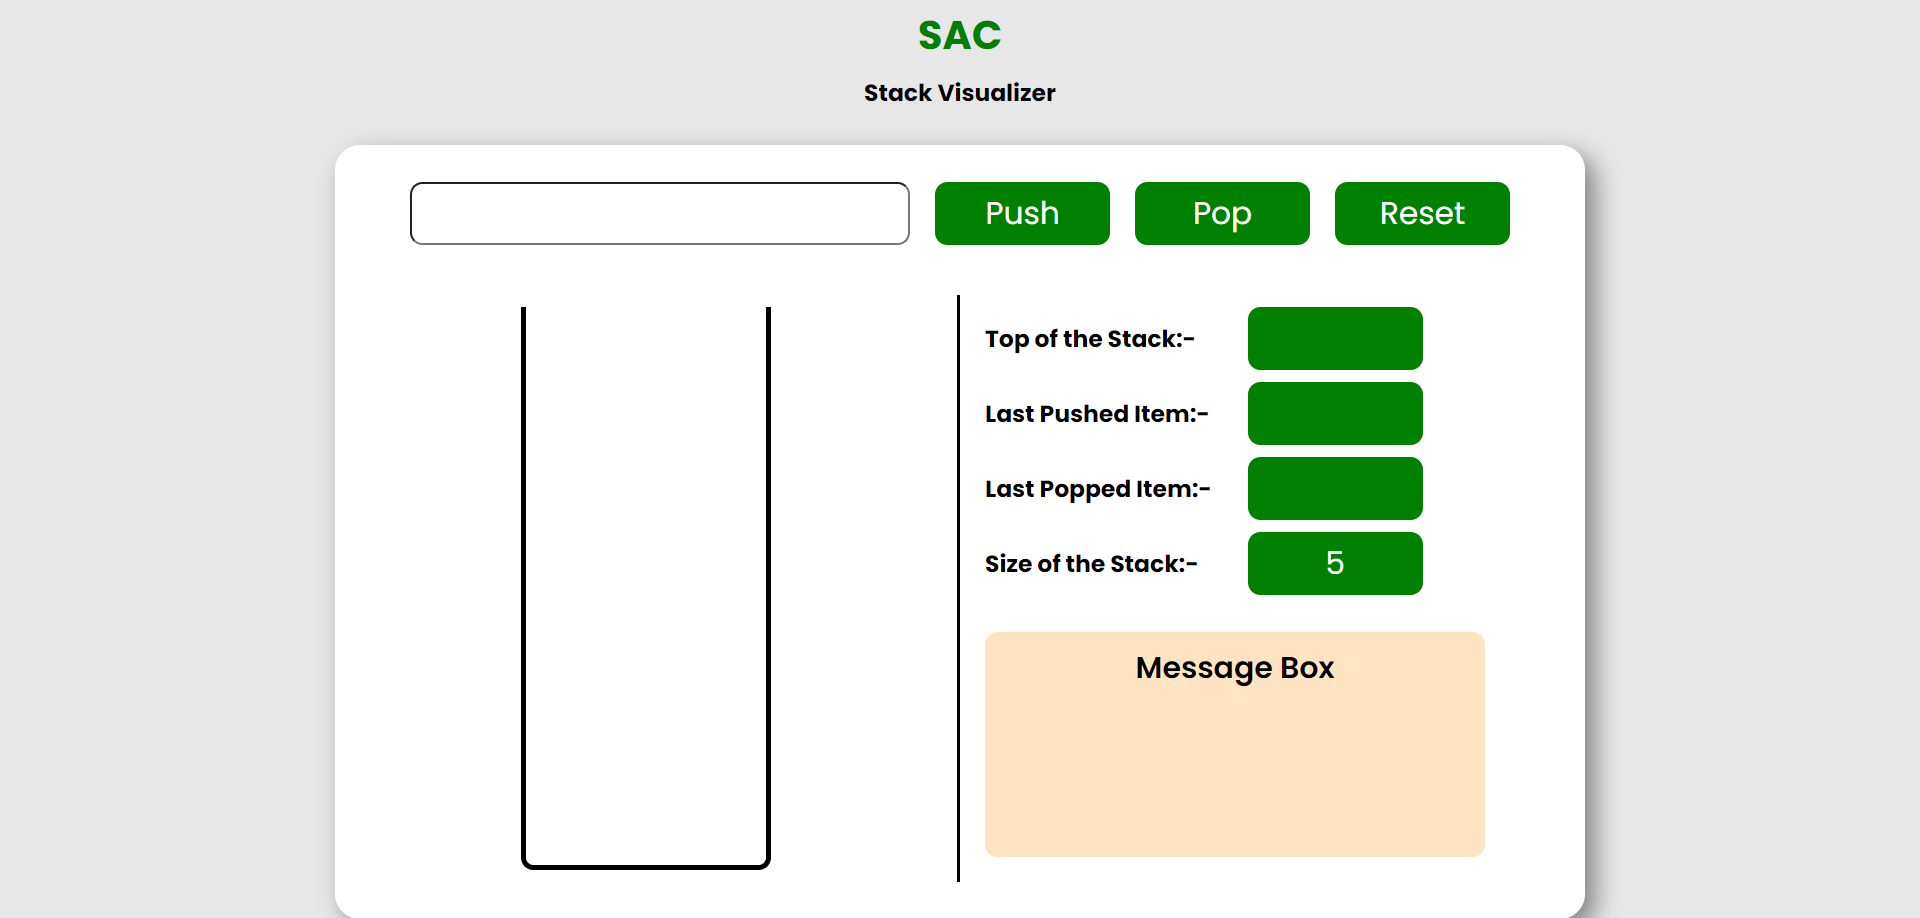 SAC
Stack Visualizer
Push
Pop
Reset
Top of the Stack:-
Last Pushed Item:-
Last Popped Item:-
Size of the Stack:-
5
Message Box